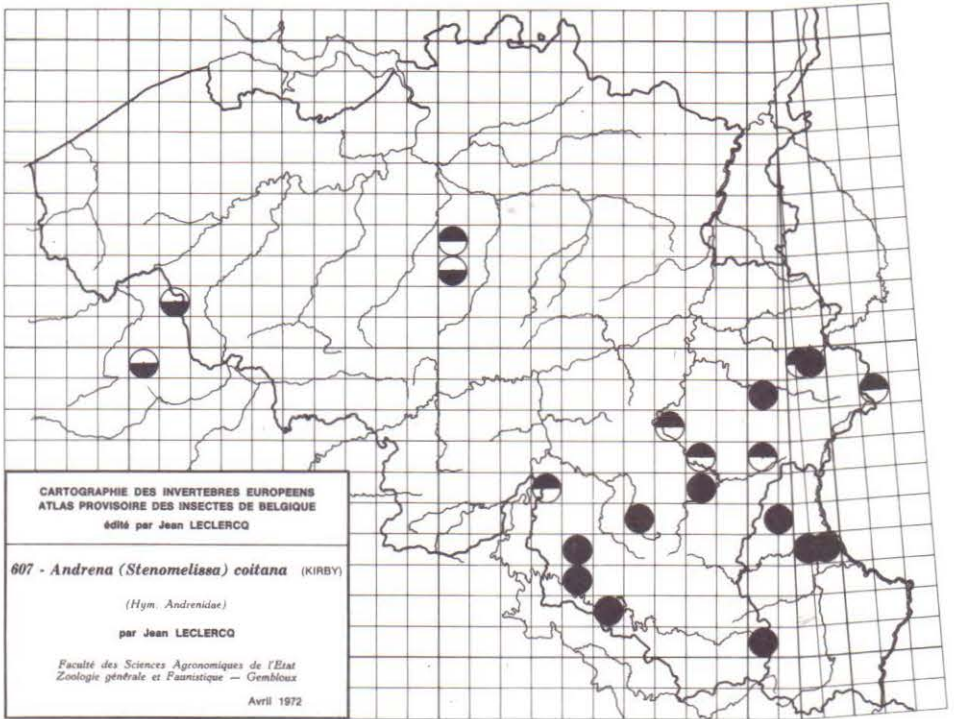 CARTOGRAPHIE DES INVERTEBRES EUROPEENS
ATLAS PROVISOIRE DES INSECTES DE BELGIQUE
édité par Jean LECLERCQ
607 - Andrena (Stenomelissa) coitana (KIRBY)
(Hym. Andrenidae)
par Jean LECLERCQ
Faculté des Sciences Agronomiques de l'Etat
Zoologie générale et Faunistique — Gembloux
Avril 1972